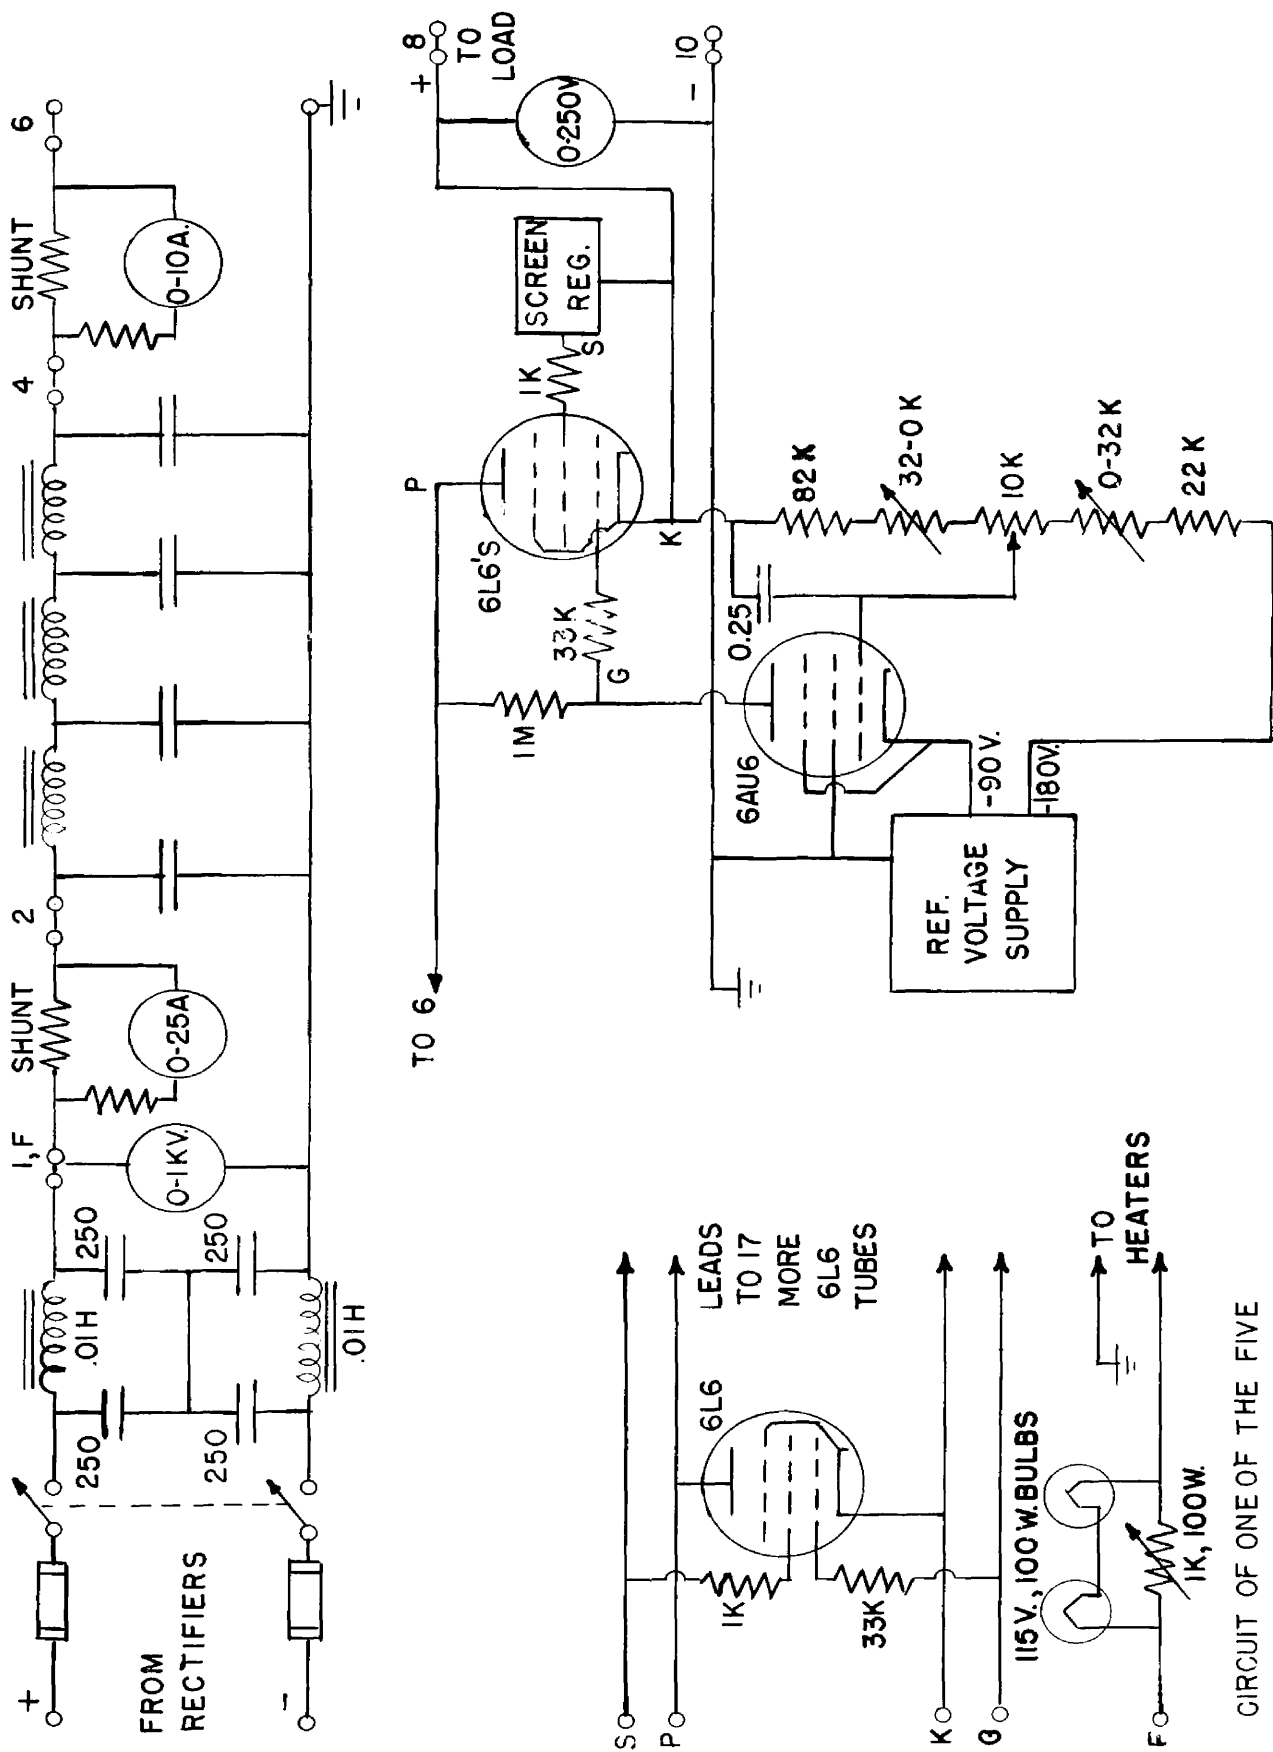 +
-
FROM
RECTIFIERS
250
250
.01H
.01H
250
250
1,F
0-1KV.
SHUNT
0-25A
2
4
SHUNT
0-10A.
6
TO 6
1M
33K
G
6L6'S
P
K
1K
S
SCREEN
REG.
+
8
TO
LOAD
0-250V
-
10
6AU6
0.25
82K
32-0K
10K
0-32K
22K
-90V.
-180V.
REF.
VOLTAGE
SUPPLY
S
P
K
G
F
1K
33K
6L6
LEADS
TO 17
MORE
6L6
TUBES
115V., 100W. BULBS
1K, 100W.
TO
HEATERS
CIRCUIT OF ONE OF THE FIVE